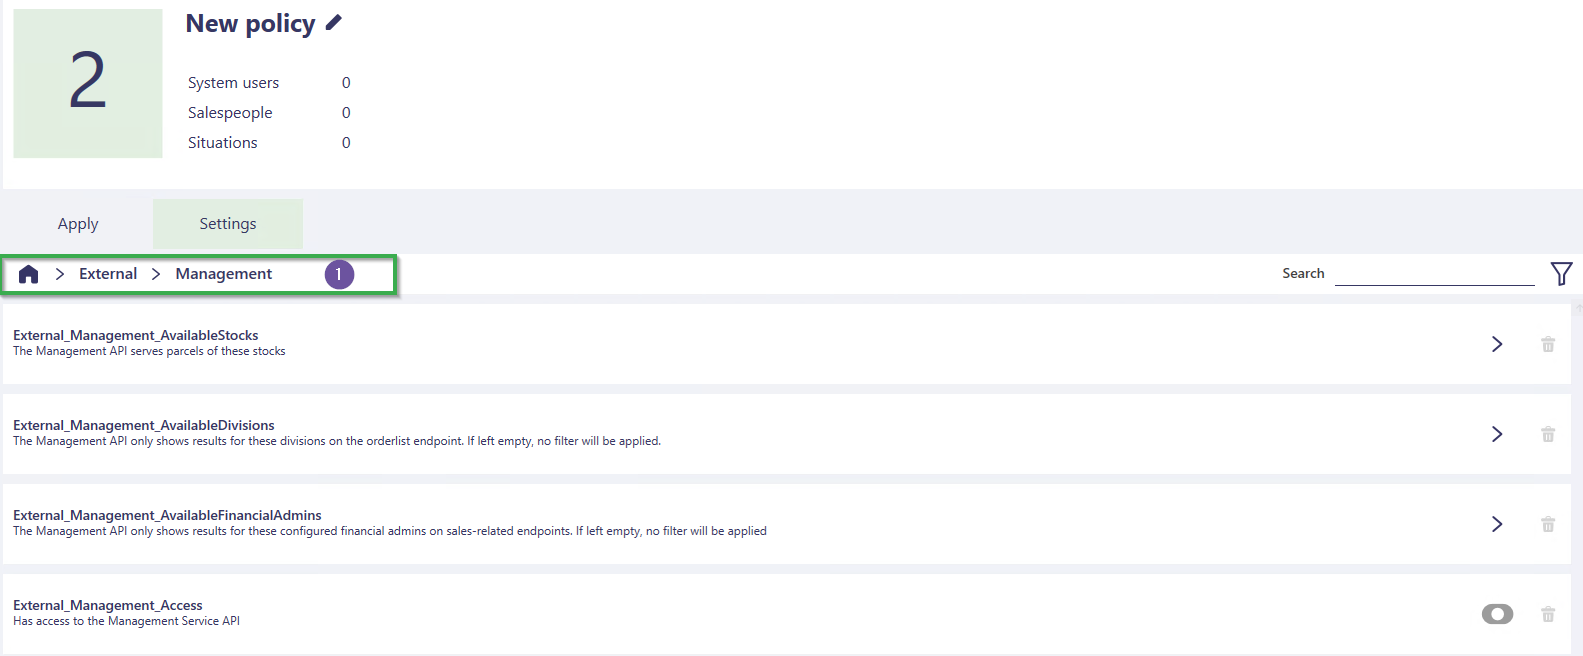 2
New policy
System users 0
Salespeople 0
Situations 0
Apply Settings
External Management 1 Search
External_Management_AvailableStocks
The Management API serves parcels of these stocks
External_Management_AvailableDivisions
The Management API only shows results for these divisions on the orderlist endpoint. If left empty, no filter will be applied.
External_Management_AvailableFinancialAdmins
The Management API only shows results for these configured financial admins on sales-related endpoints. If left empty, no filter will be applied
External_Management_Access
Has access to the Management Service API